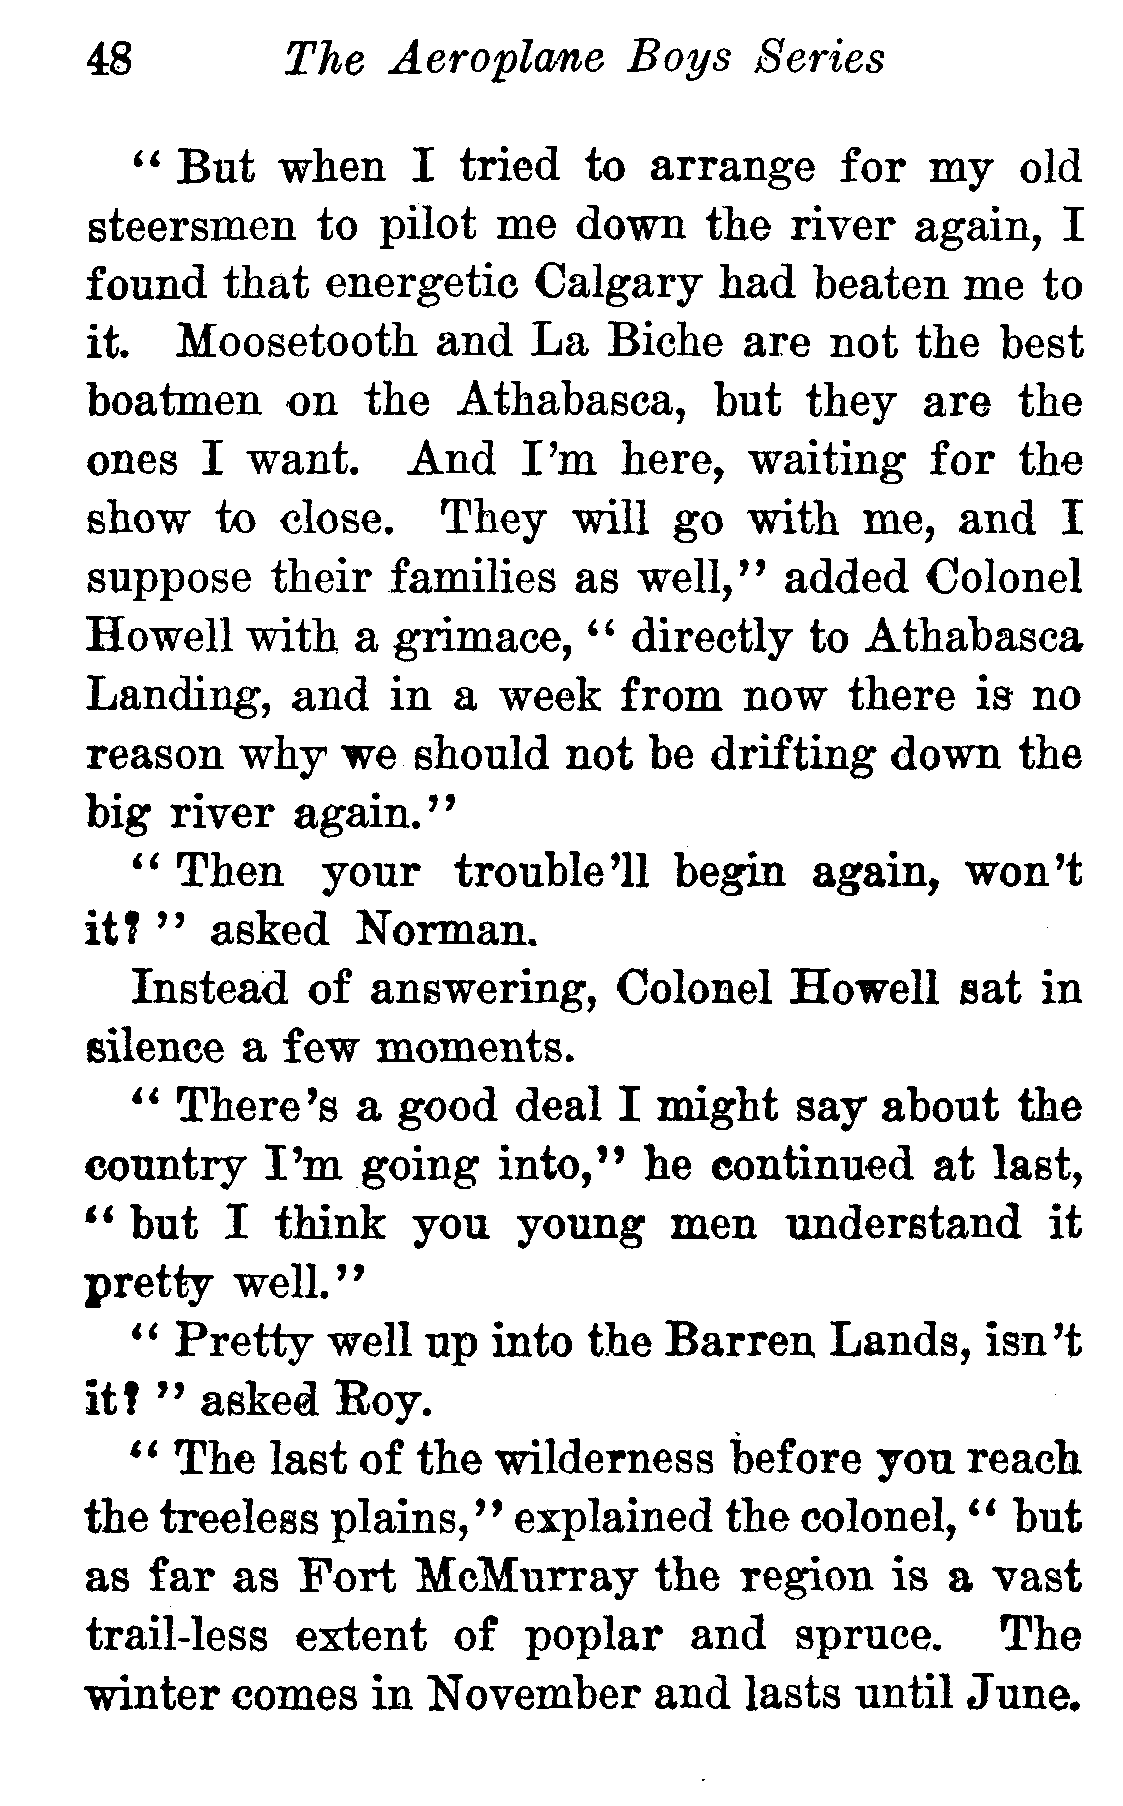 48 The Aeroplane Boys Series
“ But when I tried to arrange for my old
steersmen to pilot me down the river again, I
found that energetic Calgary had beaten me to
it. Moosetooth and La Biche are not the best
boatmen on the Athabasca, but they are the
ones I want. And I’m here, waiting for the
show to close. They will go with me, and I
suppose their families as well,” added Colonel
Howell with a grimace, “ directly to Athabasca
Landing, and in a week from now there is no
reason why we should not be drifting down the
big river again.”
“ Then your trouble’ll begin again, won’t
it? ” asked Norman.
Instead of answering, Colonel Howell sat in
silence a few moments.
“ There’s a good deal I might say about the
country I’m going into,” he continued at last,
“ but I think you young men understand it
pretty well.”
“ Pretty well up into the Barren Lands, isn’t
it? ” asked Roy.
“ The last of the wilderness before you reach
the treeless plains,” explained the colonel, “ but
as far as Fort McMurray the region is a vast
trail-less extent of poplar and spruce. The
winter comes in November and lasts until June.